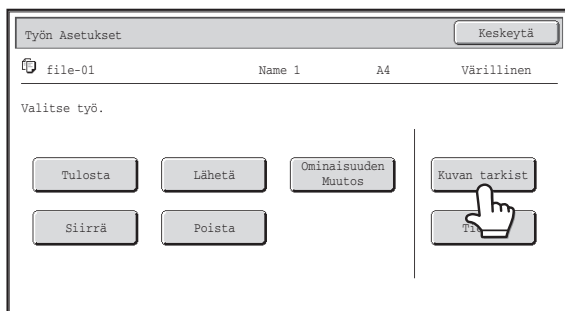 Työn Asetukset
Keskeytä
file-01 Name 1 A4 Värillinen
Valitse työ.
Tulosta Lähetä Ominaisuuden
Muutos Kuvan tarkist
Siirrä Poista